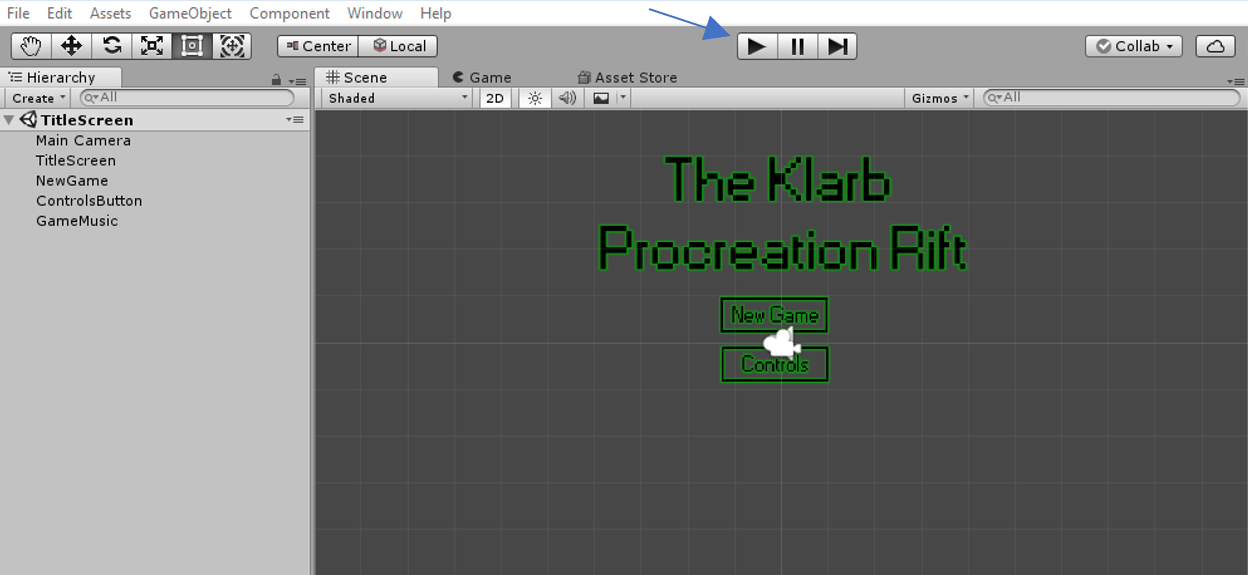 File Edit Assets GameObject Component Window Help
Center Local Collab
Hierarchy Scene Game Asset Store
Create All Shaded 2D Gizmos All
TitleScreen
Main Camera
TitleScreen
NewGame
ControlsButton
GameMusic
The Klarb
Procreation Rift
New Game
Controls